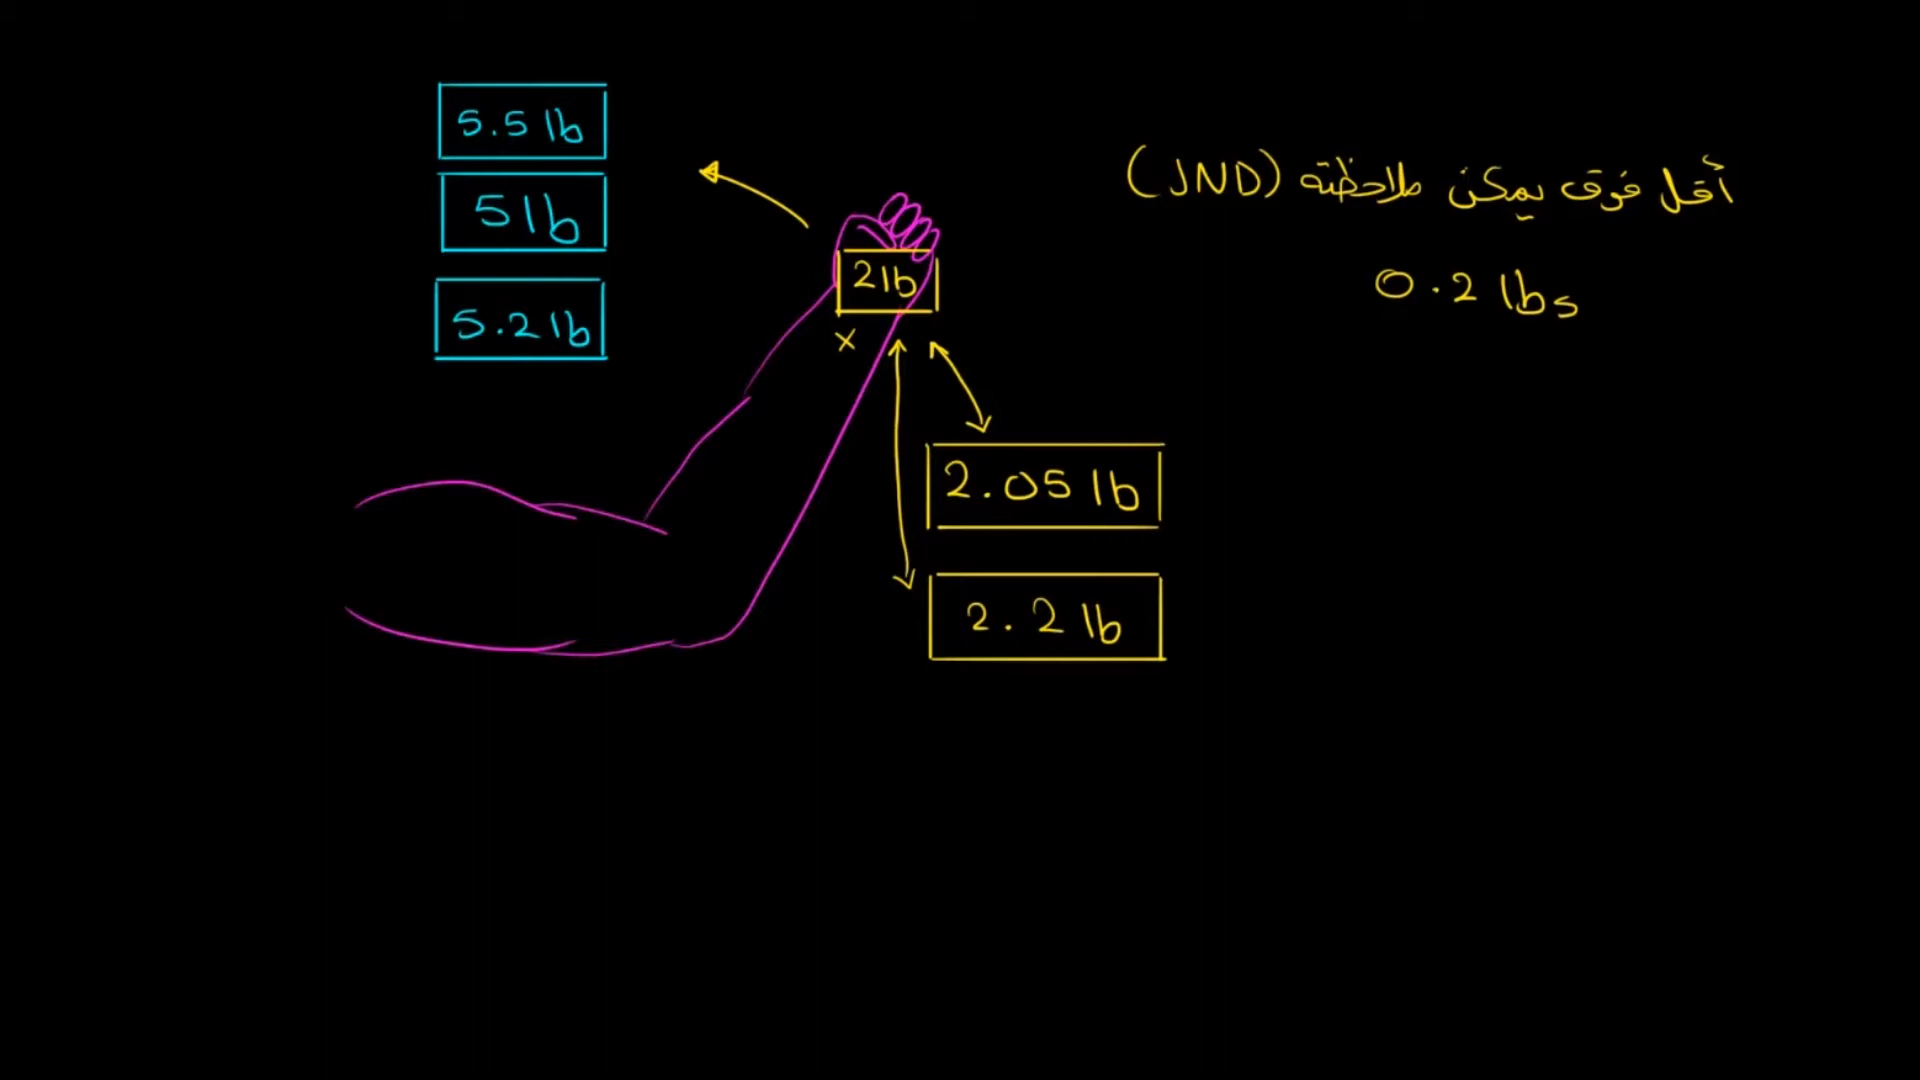 5.5 lb
5 lb
5.2 lb
2 lb
x
2.05 lb
2.2 lb
أقل فرق يمكن ملاحظته (JND)
0.2 lbs